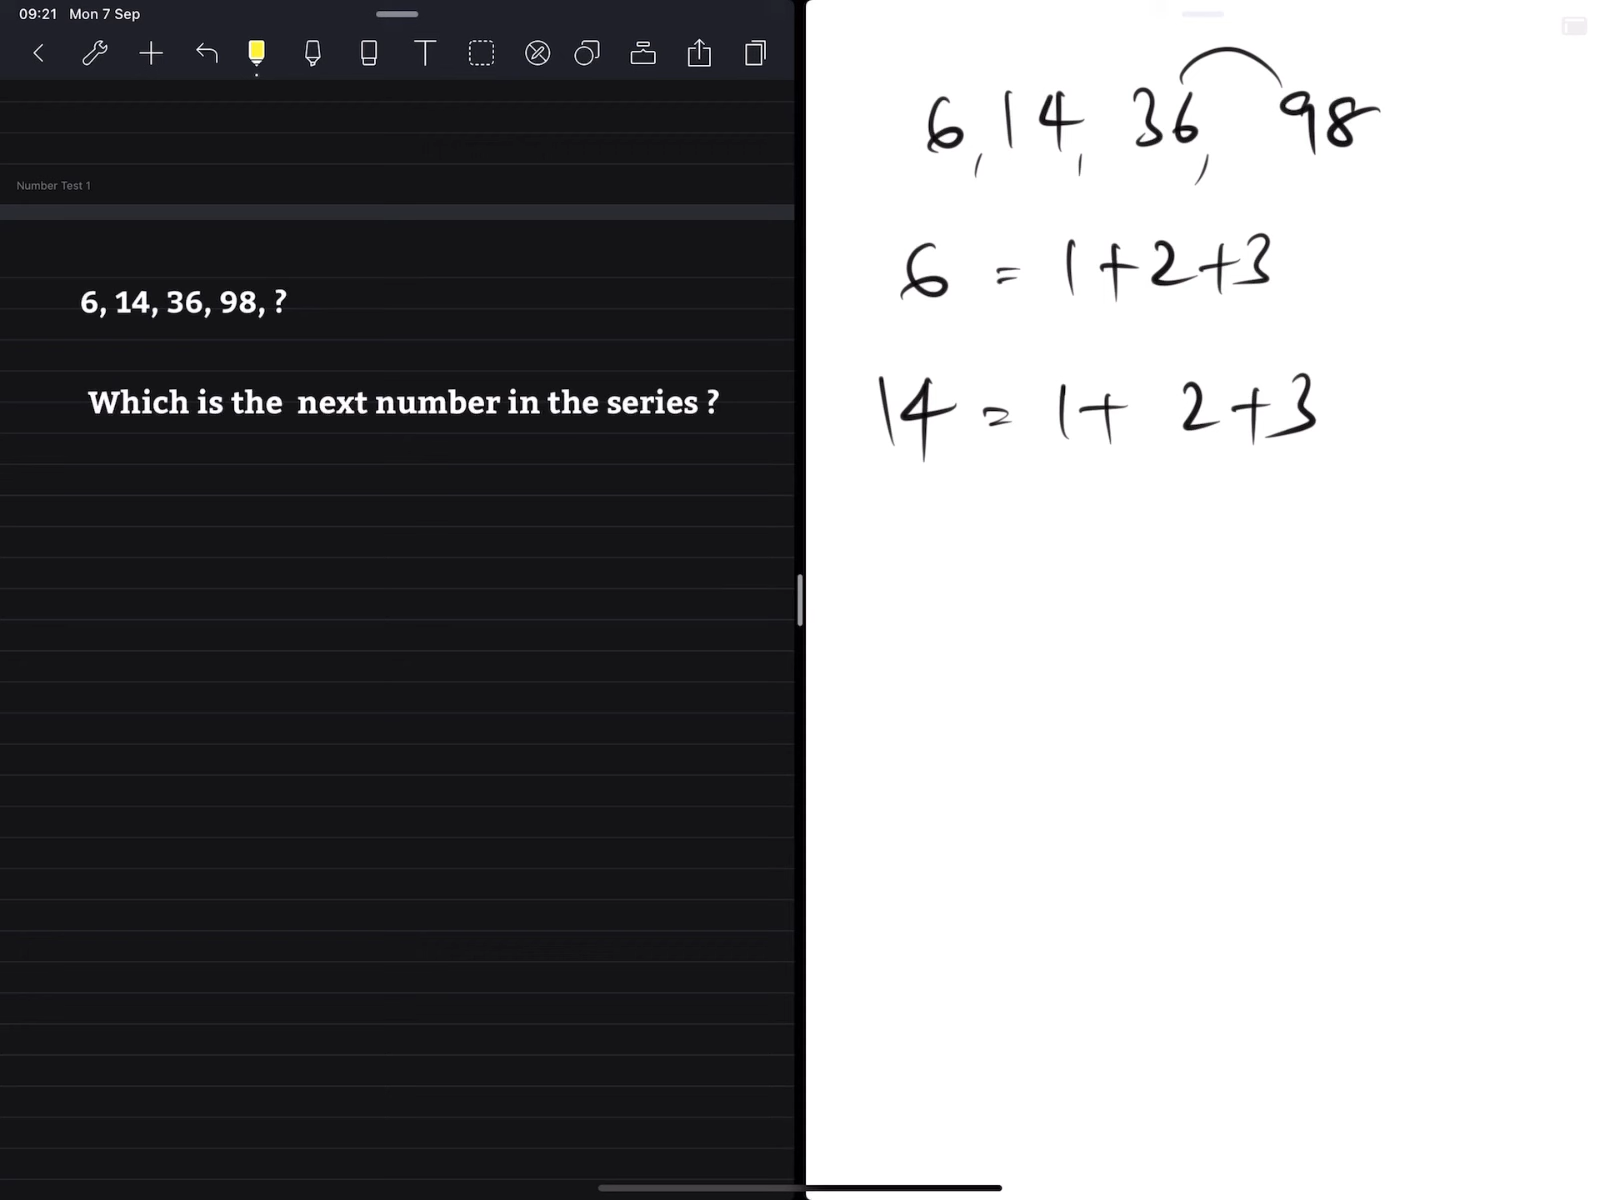 09:21 Mon 7 Sep
Number Test 1
6, 14, 36, 98, ?
Which is the next number in the series ?
6, 14, 36, 98
6 = 1+2+3
14 = 1+ 2+3